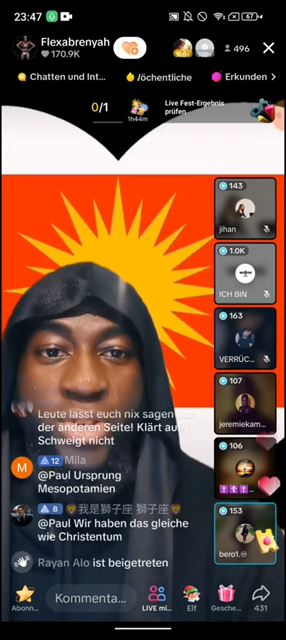 23:47
67
Flexabrenyah
170.9K
496
Chatten und Int...
/öchentliche
Erkunden >
0/1
1h44m
Live Fest-Ergebnis
prüfen
143
jihan
1.0K
ICH BIN
163
VERRÜC...
107
jeremiekam...
106
153
bero1.
Leute lasst euch nix sagen
der anderen Seite! Klärt auf
Schweigt nicht
12 Mila
@Paul Ursprung
Mesopotamien
8 我是狮子座 獅子座
@Paul Wir haben das gleiche
wie Christentum
Rayan Alo ist beigetreten
Abonn...
Kommenta...
LIVE mi...
Elf
Gesche...
431